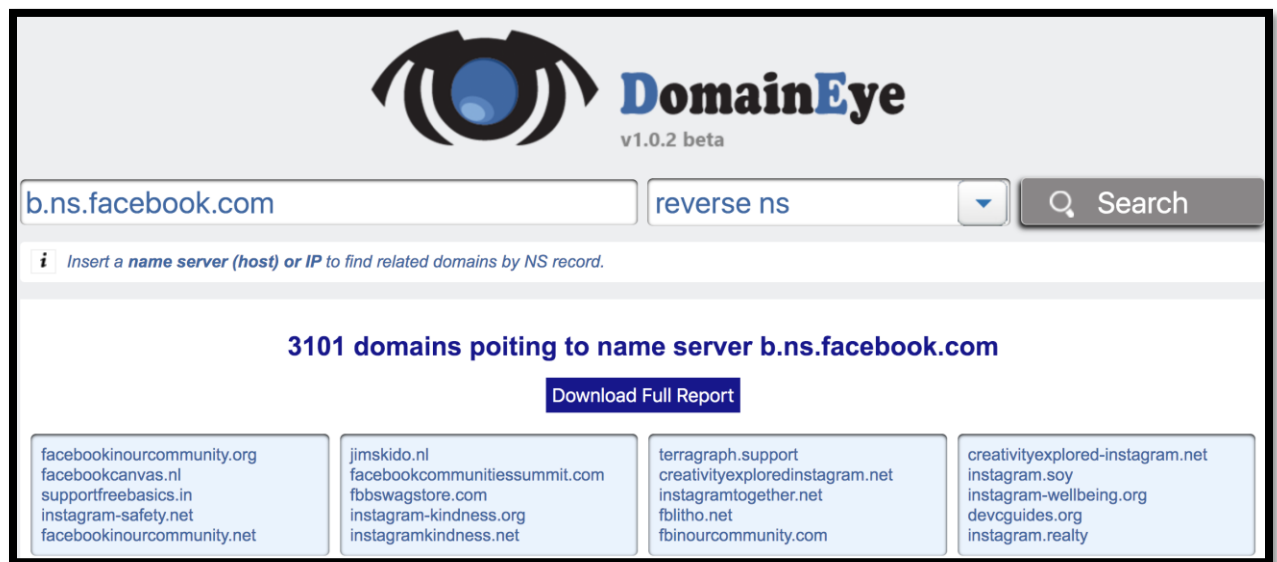 DomainEye
v1.0.2 beta
b.ns.facebook.com
reverse ns
Search
i Insert a name server (host) or IP to find related domains by NS record.
3101 domains poiting to name server b.ns.facebook.com
Download Full Report
facebookinourcommunity.org
facebookcanvas.nl
supportfreebasics.in
instagram-safety.net
facebookinourcommunity.net
jimskido.nl
facebookcommunitiessummit.com
fbbswagstore.com
instagram-kindness.org
instagramkindness.net
terragraph.support
creativityexploredinstagram.net
instagramtogether.net
fblitho.net
fbinourcommunity.com
creativityexplored-instagram.net
instagram.soy
instagram-wellbeing.org
devcguides.org
instagram.realty